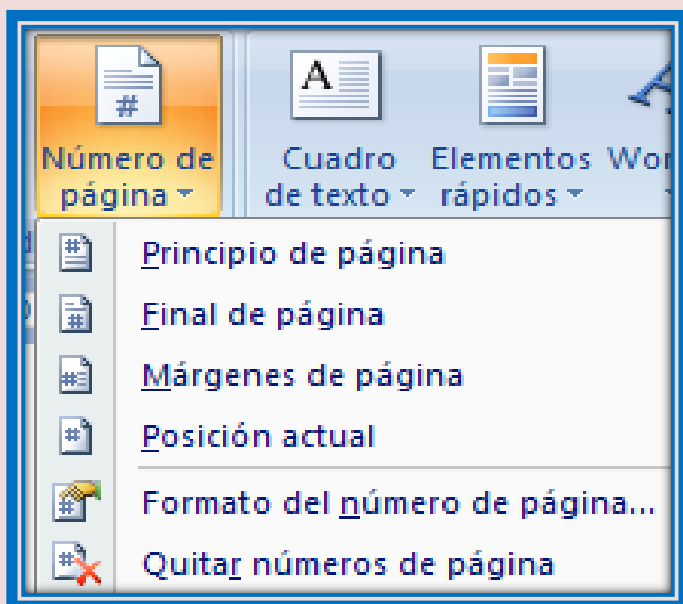 Número de
página
Cuadro
de texto
Elementos
rápidos
Principio de página
Final de página
Márgenes de página
Posición actual
Formato del número de página...
Quitar números de página